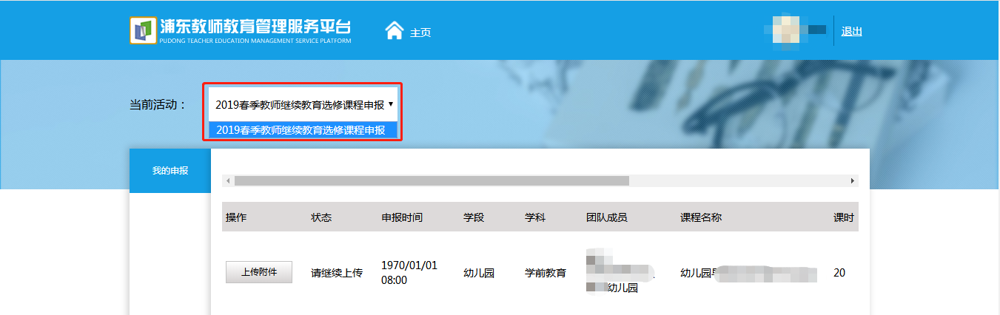 浦东教师教育管理服务平台
PUDONG TEACHER EDUCATION MANAGEMENT SERVICE PLATFORM
主页
退出
当前活动：
2019春季教师继续教育选修课程申报
2019春季教师继续教育选修课程申报
我的申报
操作 状态 申报时间 学段 学科 团队成员 课程名称 课时
上传附件 请继续上传 1970/01/01 幼儿园 学前教育 幼儿园 20
08:00 幼儿园